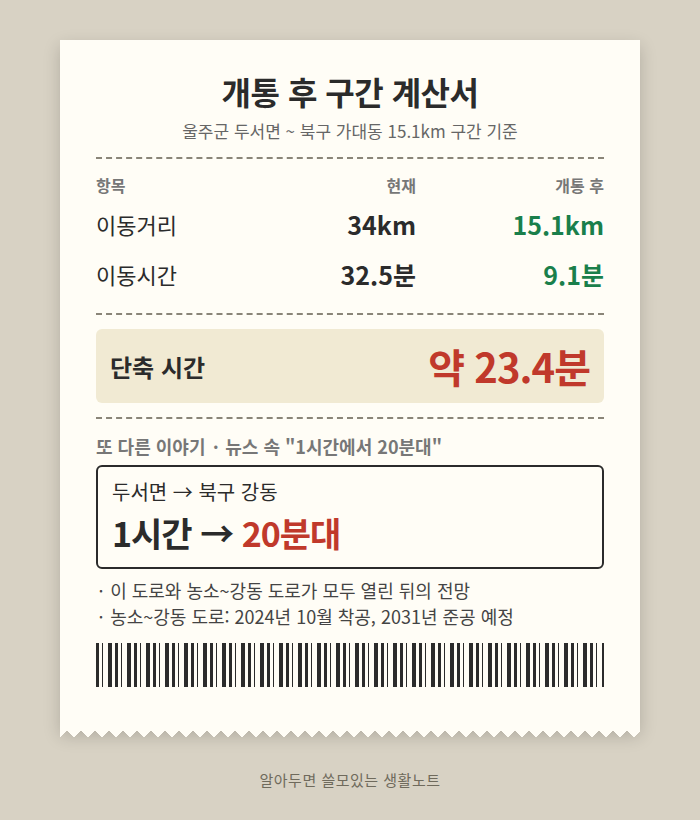 개통 후 구간 계산서
울주군 두서면 ~ 북구 가대동 15.1km 구간 기준
항목 현재 개통 후
이동거리 34km 15.1km
이동시간 32.5분 9.1분
단축 시간 약 23.4분
또 다른 이야기 · 뉴스 속 "1시간에서 20분대"
두서면 → 북구 강동
1시간 → 20분대
· 이 도로와 농소~강동 도로가 모두 열린 뒤의 전망
· 농소~강동 도로: 2024년 10월 착공, 2031년 준공 예정
알아두면 쓸모있는 생활노트